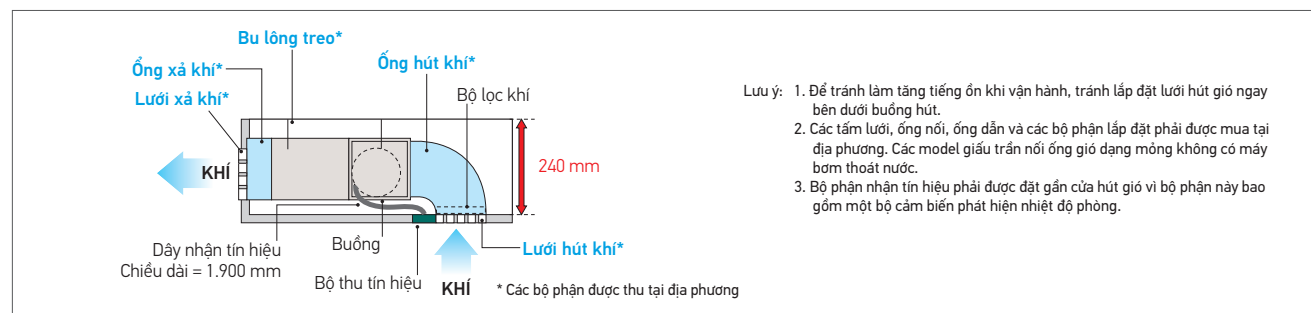 Bu lông treo*
Ống xả khí*
Ống hút khí*
Lưới xả khí*
Bộ lọc khí
KHÍ
240 mm
Dây nhận tín hiệu
Chiều dài = 1.900 mm
Buồng
Bộ thu tín hiệu
Lưới hút khí*
KHÍ
* Các bộ phận được thu tại địa phương
Lưu ý: 1. Để tránh làm tăng tiếng ồn khi vận hành, tránh lắp đặt lưới hút gió ngay
bên dưới buồng hút.
2. Các tấm lưới, ống nối, ống dẫn và các bộ phận lắp đặt phải được mua tại
địa phương. Các model giấu trần nối ống gió dạng mỏng không có máy
bơm thoát nước.
3. Bộ phận nhận tín hiệu phải được đặt gần cửa hút gió vì bộ phận này bao
gồm một bộ cảm biến phát hiện nhiệt độ phòng.